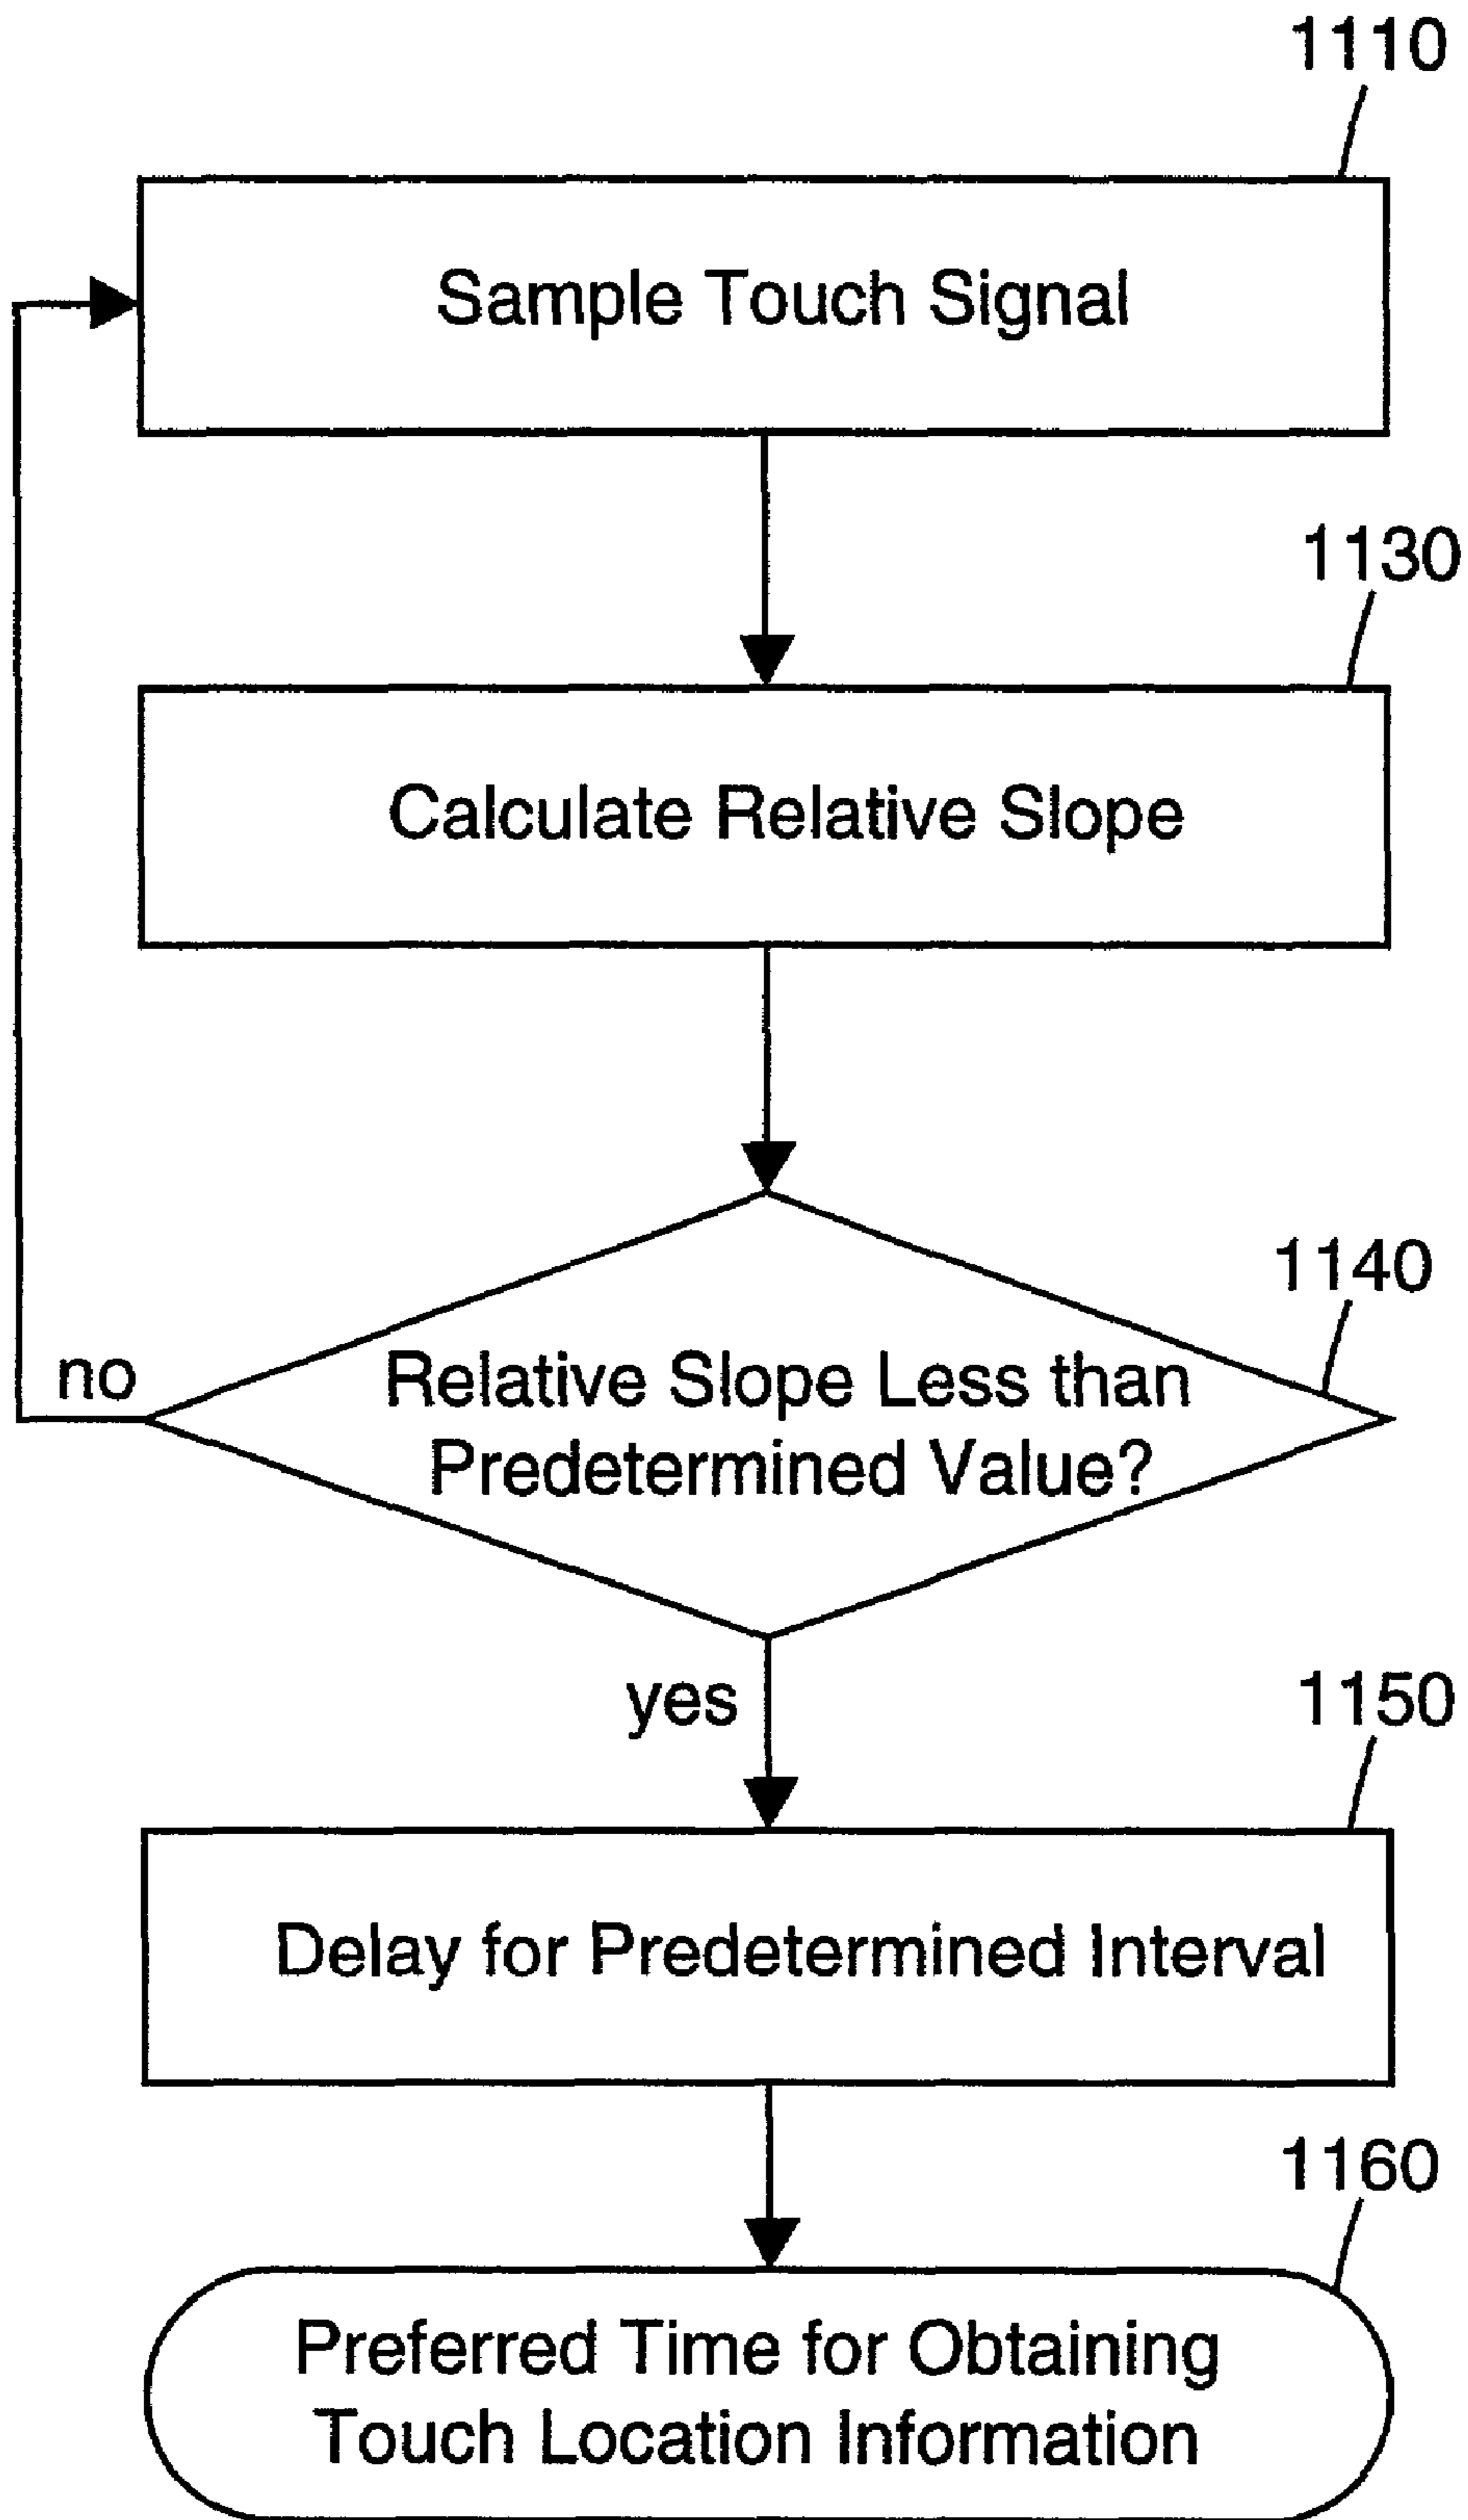 1110
Sample Touch Signal
1130
Calculate Relative Slope
1140
no
Relative Slope Less than
Predetermined Value?
yes
1150
Delay for Predetermined Interval
1160
Preferred Time for Obtaining
Touch Location Information